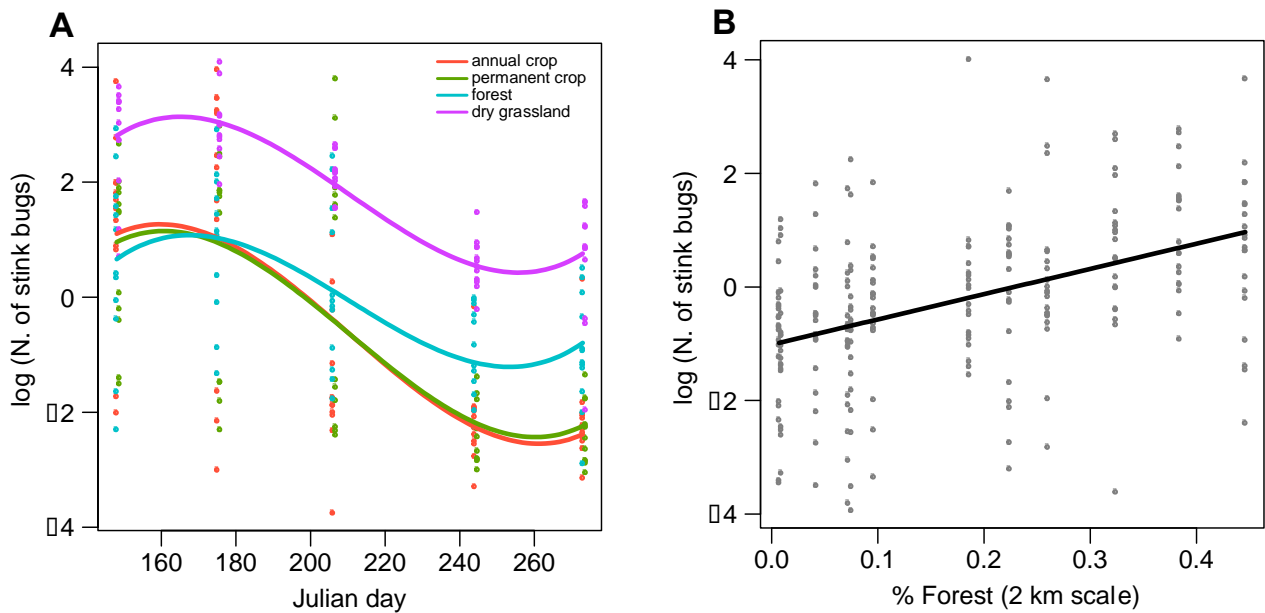 A
log (N. of stink bugs)
4
2
0
▯2
▯4
annual crop
permanent crop
forest
dry grassland
160 180 200 220 240 260
Julian day
B
log (N. of stink bugs)
4
2
0
▯2
▯4
0.0 0.1 0.2 0.3 0.4
% Forest (2 km scale)